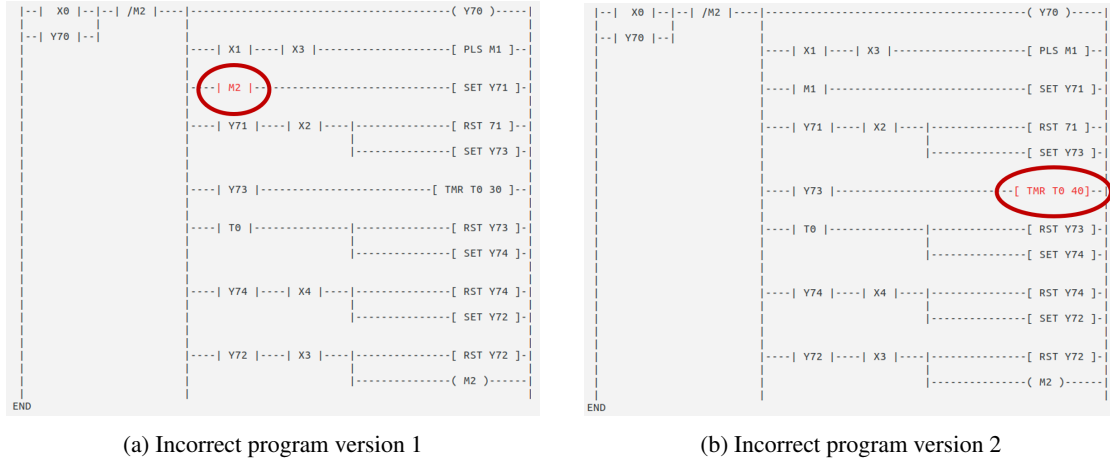 |--| X0 |--|--| /M2 |----|--------------------------------( Y70 )----|
|--| Y70 |--|
|----| X1 |----| X3 |-------------------[ PLS M1 ]-|
|----| M2 |-----------------------------[ SET Y71 ]-|
|----| Y71 |----| X2 |----|---------------[ RST 71 ]--|
|---------------[ SET Y73 ]-|
|----| Y73 |-------------------------[ TMR T0 30 ]--|
|----| T0 |---------------|---------------[ RST Y73 ]-|
|---------------[ SET Y74 ]-|
|----| Y74 |----| X4 |----|---------------[ RST Y74 ]-|
|---------------[ SET Y72 ]-|
|----| Y72 |----| X3 |----|---------------[ RST Y72 ]-|
|---------------( M2 )------|
END
(a) Incorrect program version 1
|--| X0 |--|--| /M2 |----|--------------------------------( Y70 )----|
|--| Y70 |--|
|----| X1 |----| X3 |-------------------[ PLS M1 ]-|
|----| M1 |-----------------------------[ SET Y71 ]-|
|----| Y71 |----| X2 |----|---------------[ RST 71 ]--|
|---------------[ SET Y73 ]-|
|----| Y73 |-------------------------[ TMR T0 40]--|
|----| T0 |---------------|---------------[ RST Y73 ]-|
|---------------[ SET Y74 ]-|
|----| Y74 |----| X4 |----|---------------[ RST Y74 ]-|
|---------------[ SET Y72 ]-|
|----| Y72 |----| X3 |----|---------------[ RST Y72 ]-|
|---------------( M2 )------|
END
(b) Incorrect program version 2